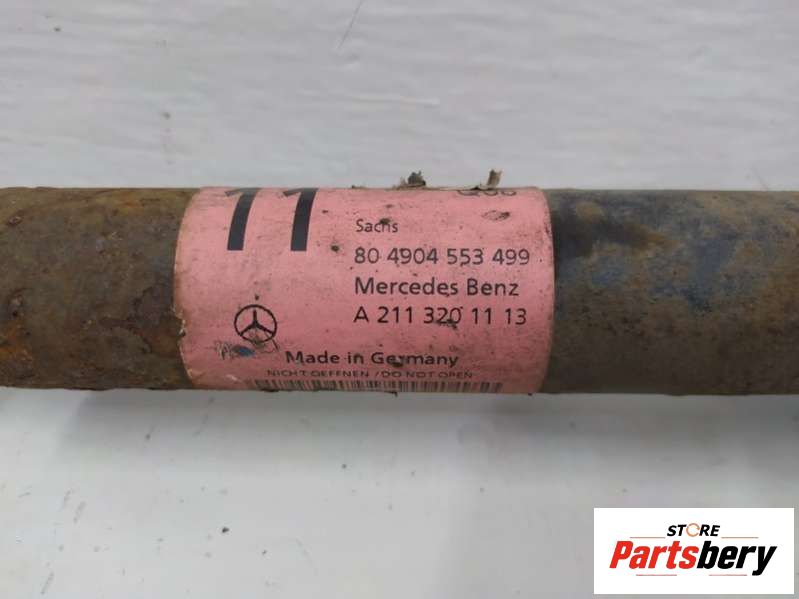 11
Sachs
80 4904 553 499
Mercedes Benz
A 211 320 11 13
Made in Germany
NICHT OEFFNEN / DO NOT OPEN
STORE
Partsbery